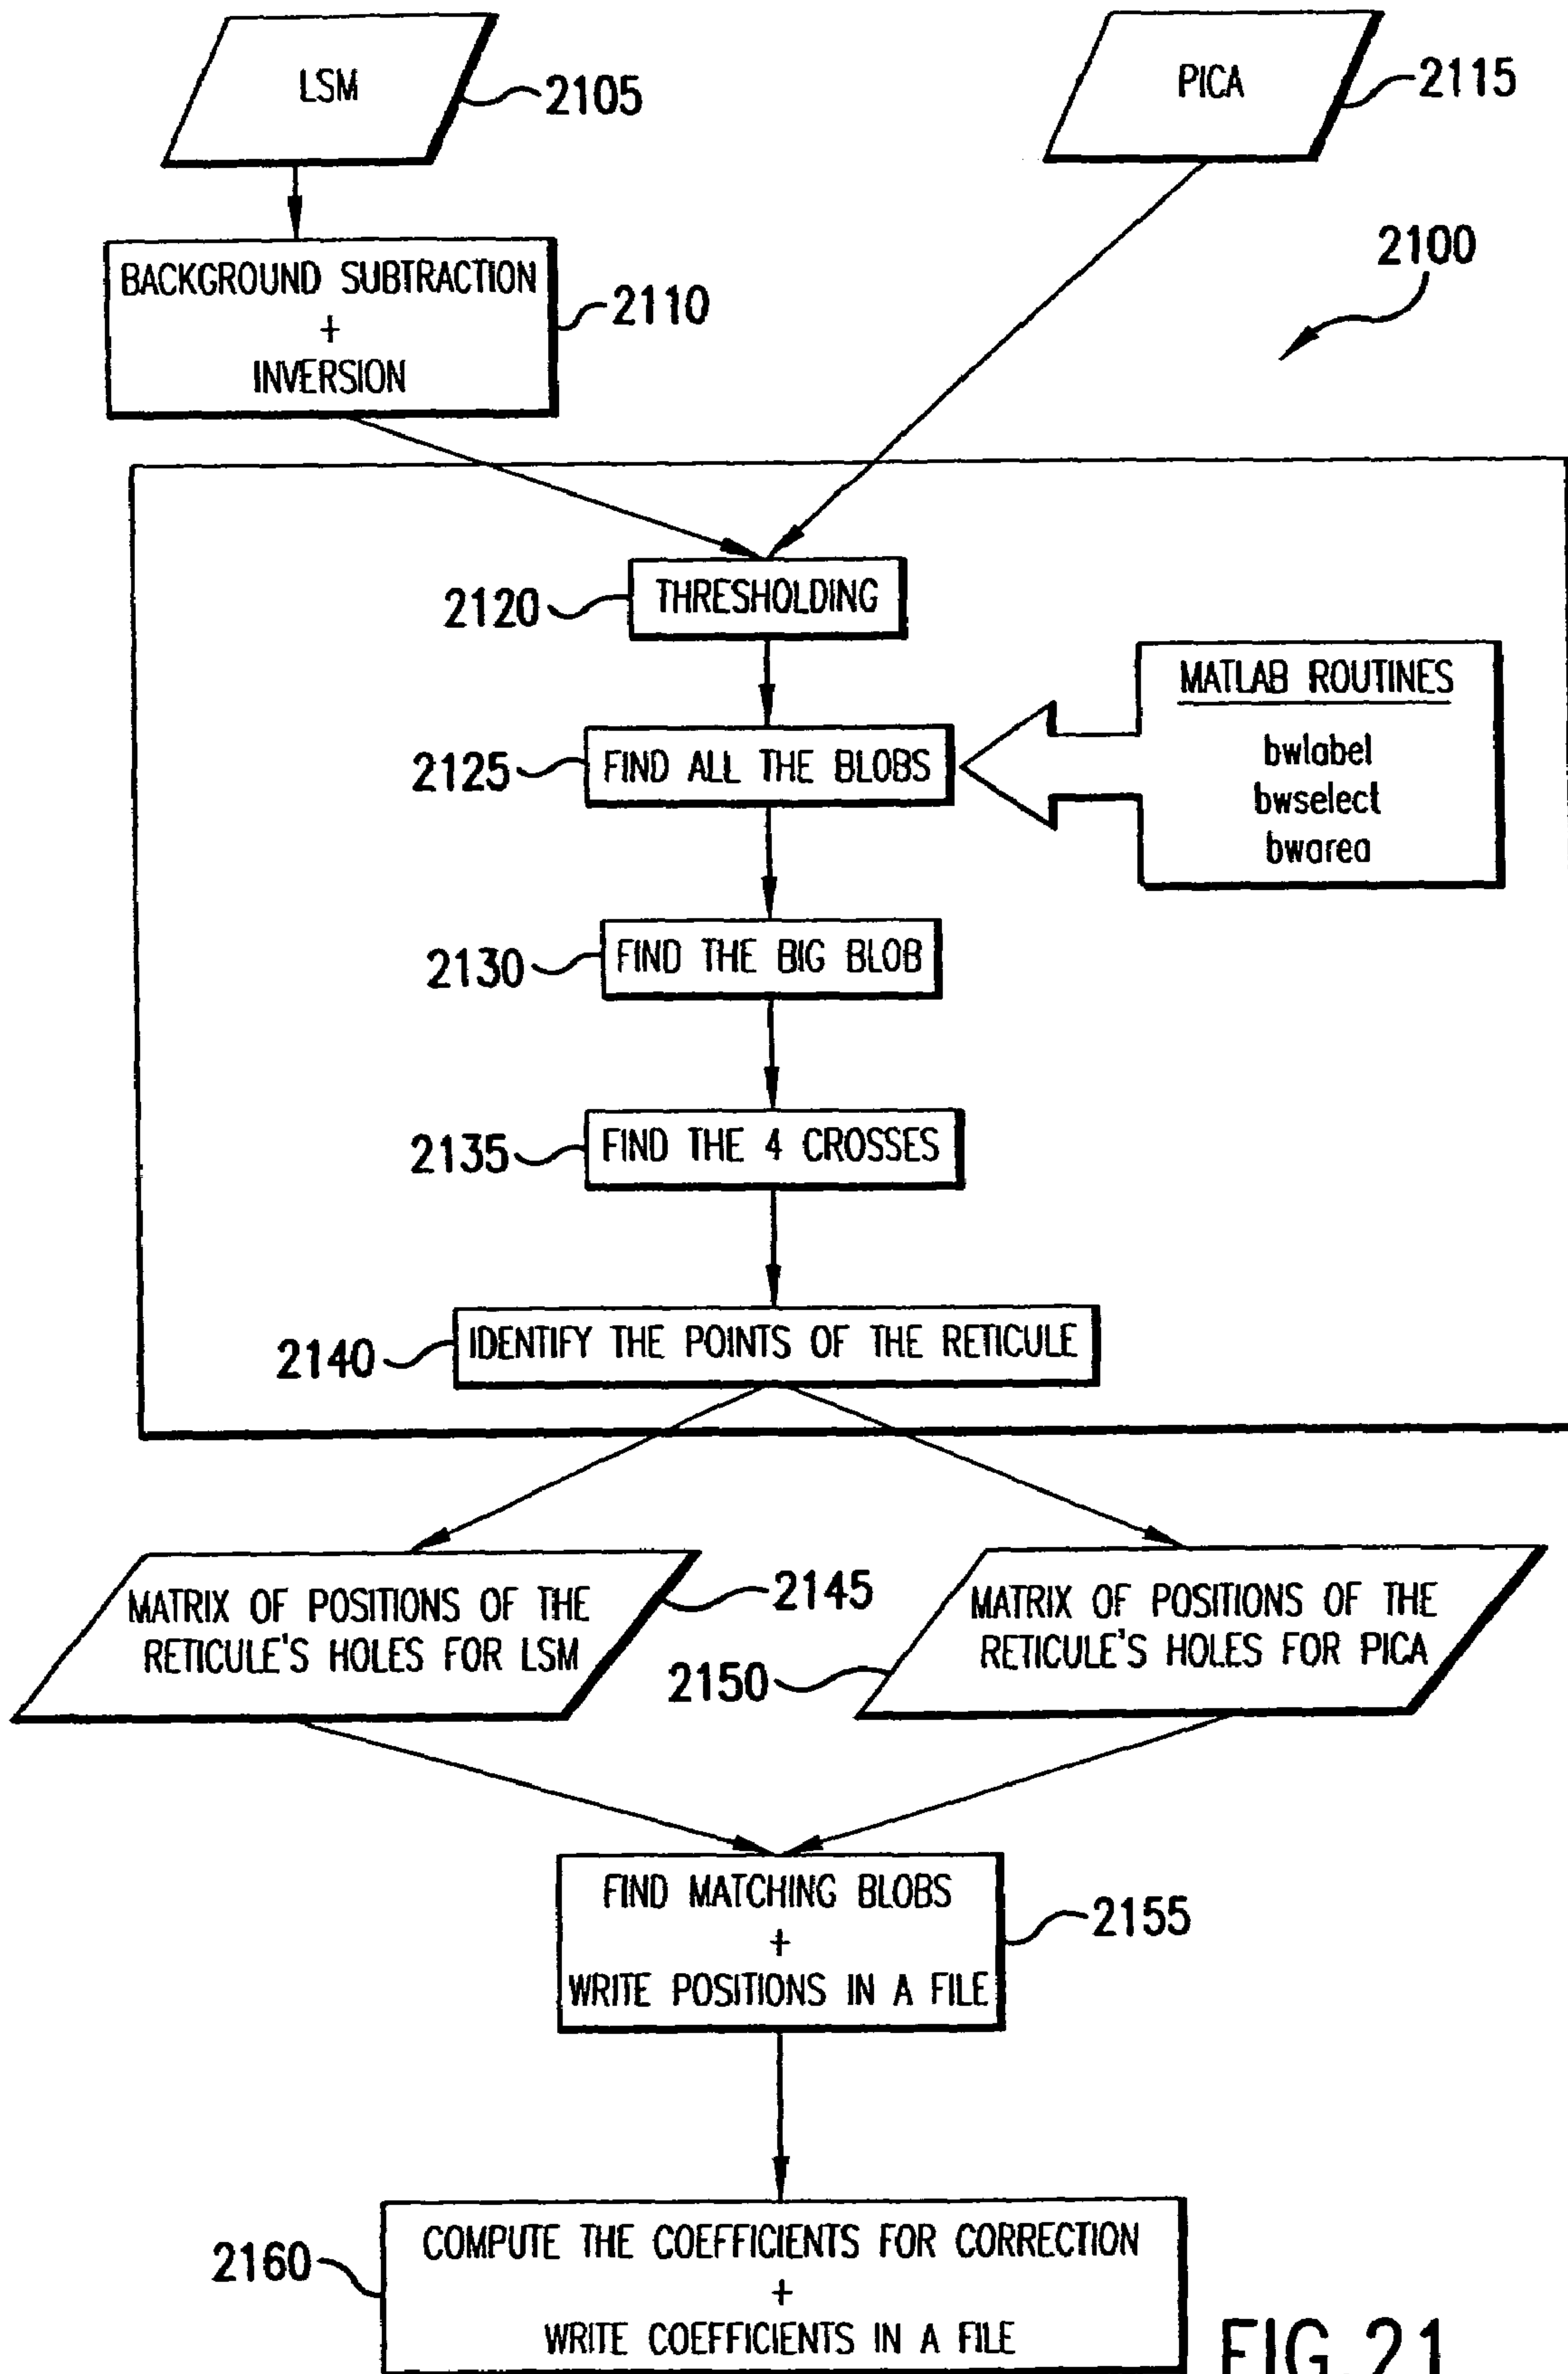 LSM
2105
PICA
2115
2100
BACKGROUND SUBTRACTION
+
INVERSION
2110
THRESHOLDING
2120
MATLAB ROUTINES
bwlabel
bwselect
bwarea
FIND ALL THE BLOBS
2125
FIND THE BIG BLOB
2130
FIND THE 4 CROSSES
2135
IDENTIFY THE POINTS OF THE RETICULE
2140
MATRIX OF POSITIONS OF THE
RETICULE'S HOLES FOR LSM
2145
MATRIX OF POSITIONS OF THE
RETICULE'S HOLES FOR PICA
2150
FIND MATCHING BLOBS
+
WRITE POSITIONS IN A FILE
2155
COMPUTE THE COEFFICIENTS FOR CORRECTION
+
WRITE COEFFICIENTS IN A FILE
2160
FIG.21